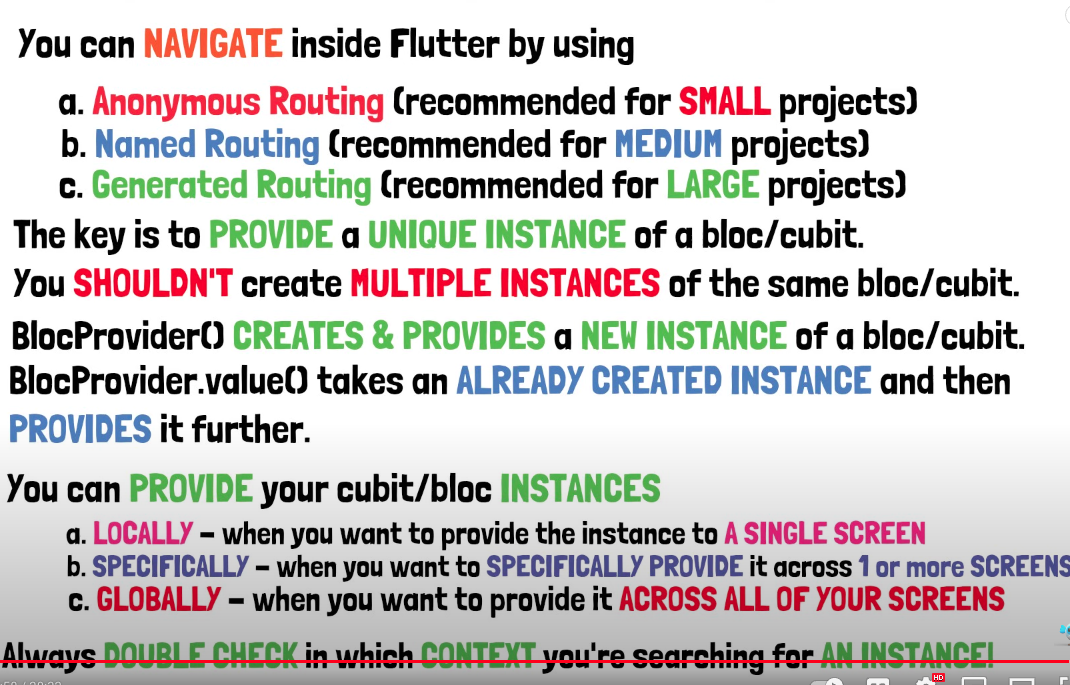 You can NAVIGATE inside Flutter by using
a. Anonymous Routing (recommended for SMALL projects)
b. Named Routing (recommended for MEDIUM projects)
c. Generated Routing (recommended for LARGE projects)
The key is to PROVIDE a UNIQUE INSTANCE of a bloc/cubit.
You SHOULDN'T create MULTIPLE INSTANCES of the same bloc/cubit.
BlocProvider() CREATES & PROVIDES a NEW INSTANCE of a bloc/cubit.
BlocProvider.value() takes an ALREADY CREATED INSTANCE and then
PROVIDES it further.
You can PROVIDE your cubit/bloc INSTANCES
a. LOCALLY – when you want to provide the instance to A SINGLE SCREEN
b. SPECIFICALLY – when you want to SPECIFICALLY PROVIDE it across 1 or more SCREENS
c. GLOBALLY – when you want to provide it ACROSS ALL OF YOUR SCREENS
Always DOUBLE CHECK in which CONTEXT you're searching for AN INSTANCE!
HD